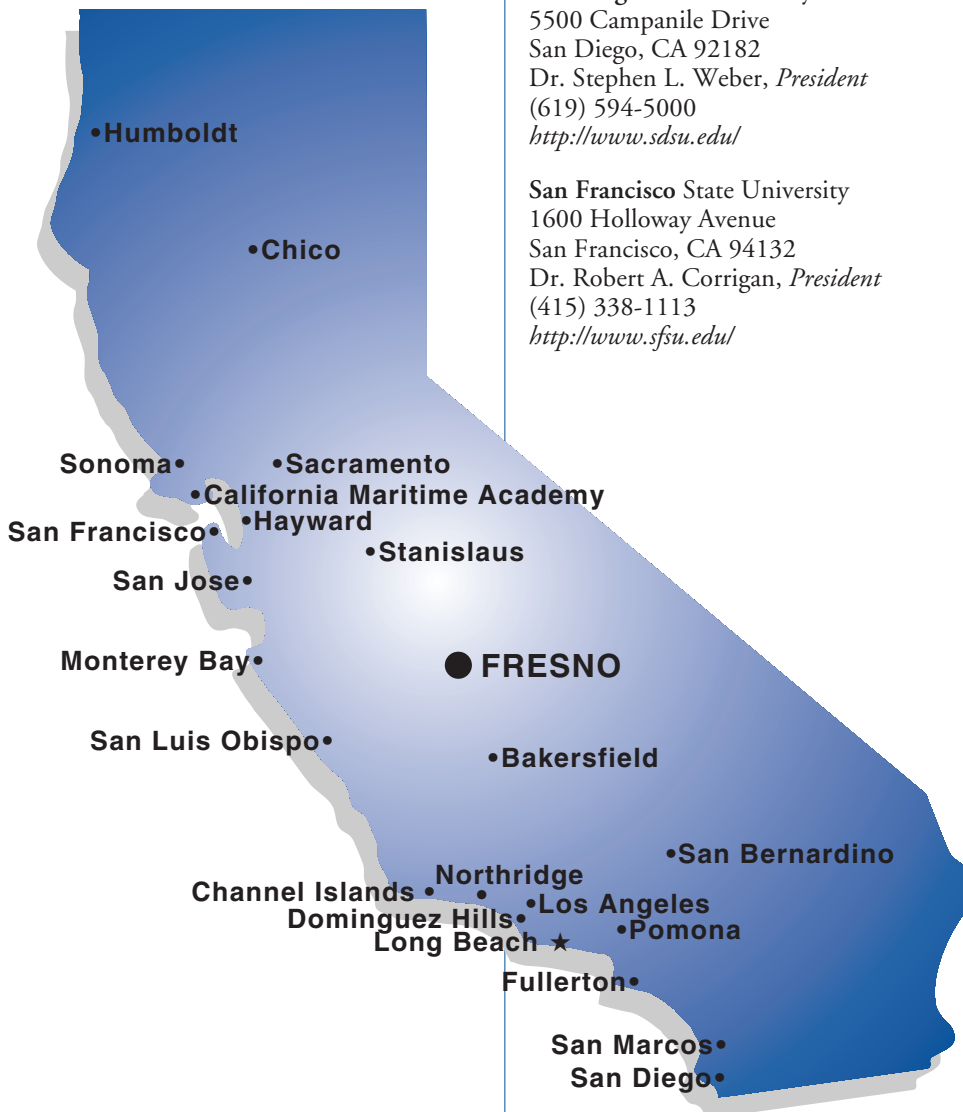 5500 Campanile Drive
San Diego, CA 92182
Dr. Stephen L. Weber, President
(619) 594-5000
http://www.sdsu.edu/
San Francisco State University
1600 Holloway Avenue
San Francisco, CA 94132
Dr. Robert A. Corrigan, President
(415) 338-1113
http://www.sfsu.edu/
•Humboldt
•Chico
Sonoma•
•Sacramento
•California Maritime Academy
•Hayward
San Francisco•
•Stanislaus
San Jose•
Monterey Bay•
● FRESNO
San Luis Obispo•
•Bakersfield
•San Bernardino
Northridge
•
Channel Islands •
•Los Angeles
Dominguez Hills•
•Pomona
Long Beach ★
Fullerton•
San Marcos•
San Diego•